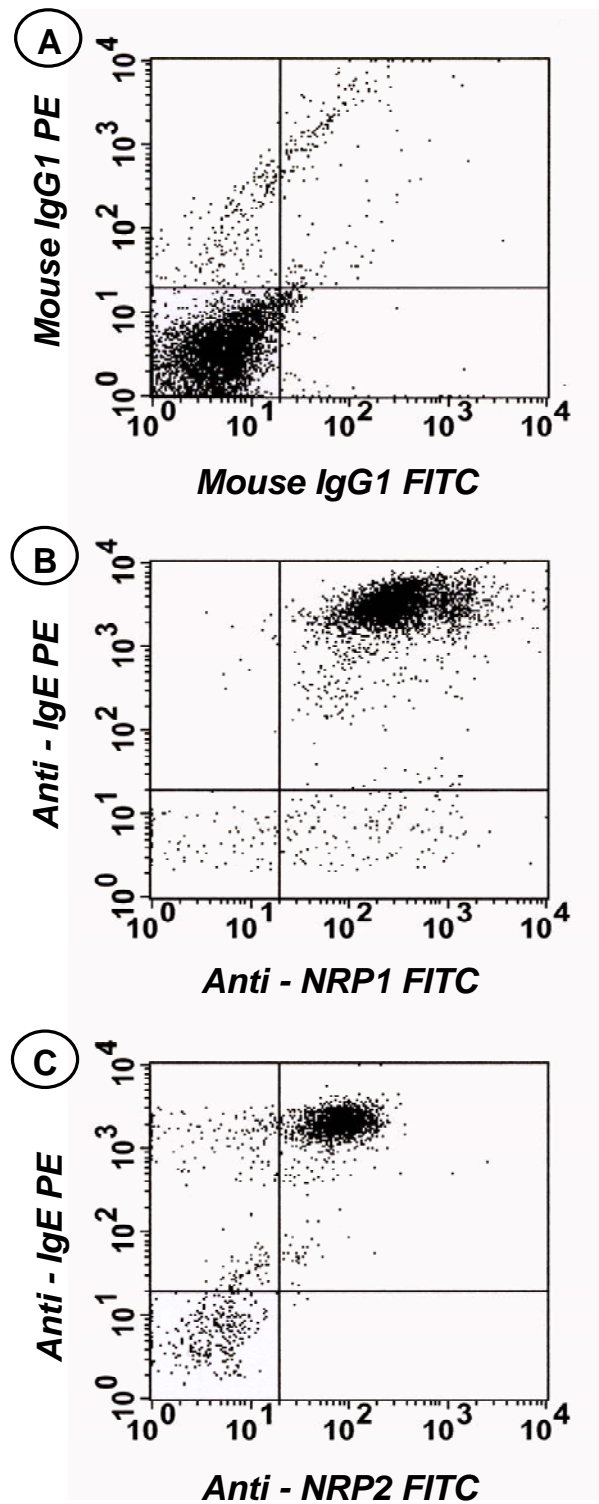 A
Mouse IgG1 PE
10^4
10^3
10^2
10^1
10^0
10^0 10^1 10^2 10^3 10^4
Mouse IgG1 FITC
B
Anti - IgE PE
10^4
10^3
10^2
10^1
10^0
10^0 10^1 10^2 10^3 10^4
Anti - NRP1 FITC
C
Anti - IgE PE
10^4
10^3
10^2
10^1
10^0
10^0 10^1 10^2 10^3 10^4
Anti - NRP2 FITC